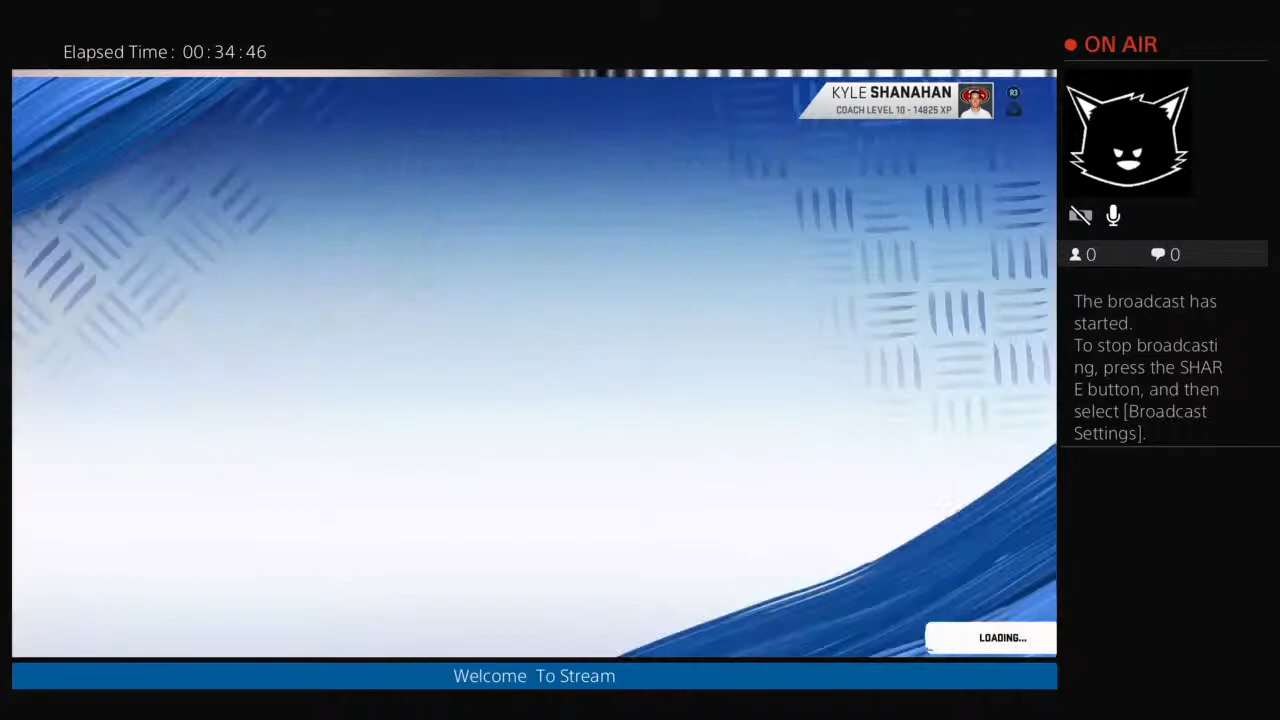 Elapsed Time: 00:34:46
ON AIR
KYLE SHANAHAN
COACH LEVEL 10 - 14825 XP
R3
0 0
The broadcast has
started.
To stop broadcasti
ng, press the SHAR
E button, and then
select [Broadcast
Settings].
LOADING...
Welcome To Stream